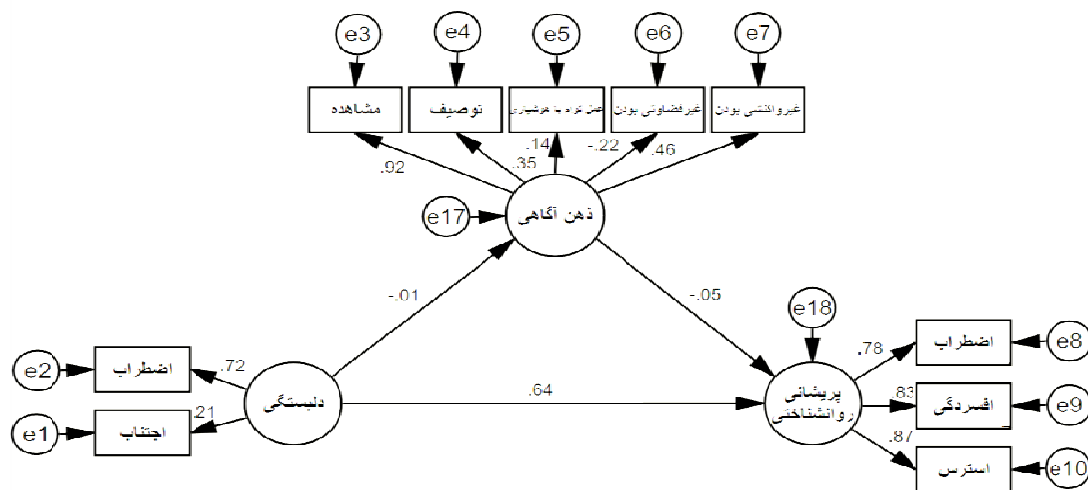 e3
e4
e5
e6
e7
مشاهده
توصیف
عمل توام با هوشیاری
غیرقضاوتی بودن
غیرواکنشی بودن
.92
.35
.14
-.22
.46
e17
ذهن آگاهی
-.01
-.05
e18
e2
اضطراب
.72
دلبستگی
.64
پریشانی
روانشناختی
.78
اضطراب
e8
e1
اجتناب
.21
.83
افسردگی
e9
.87
استرس
e10